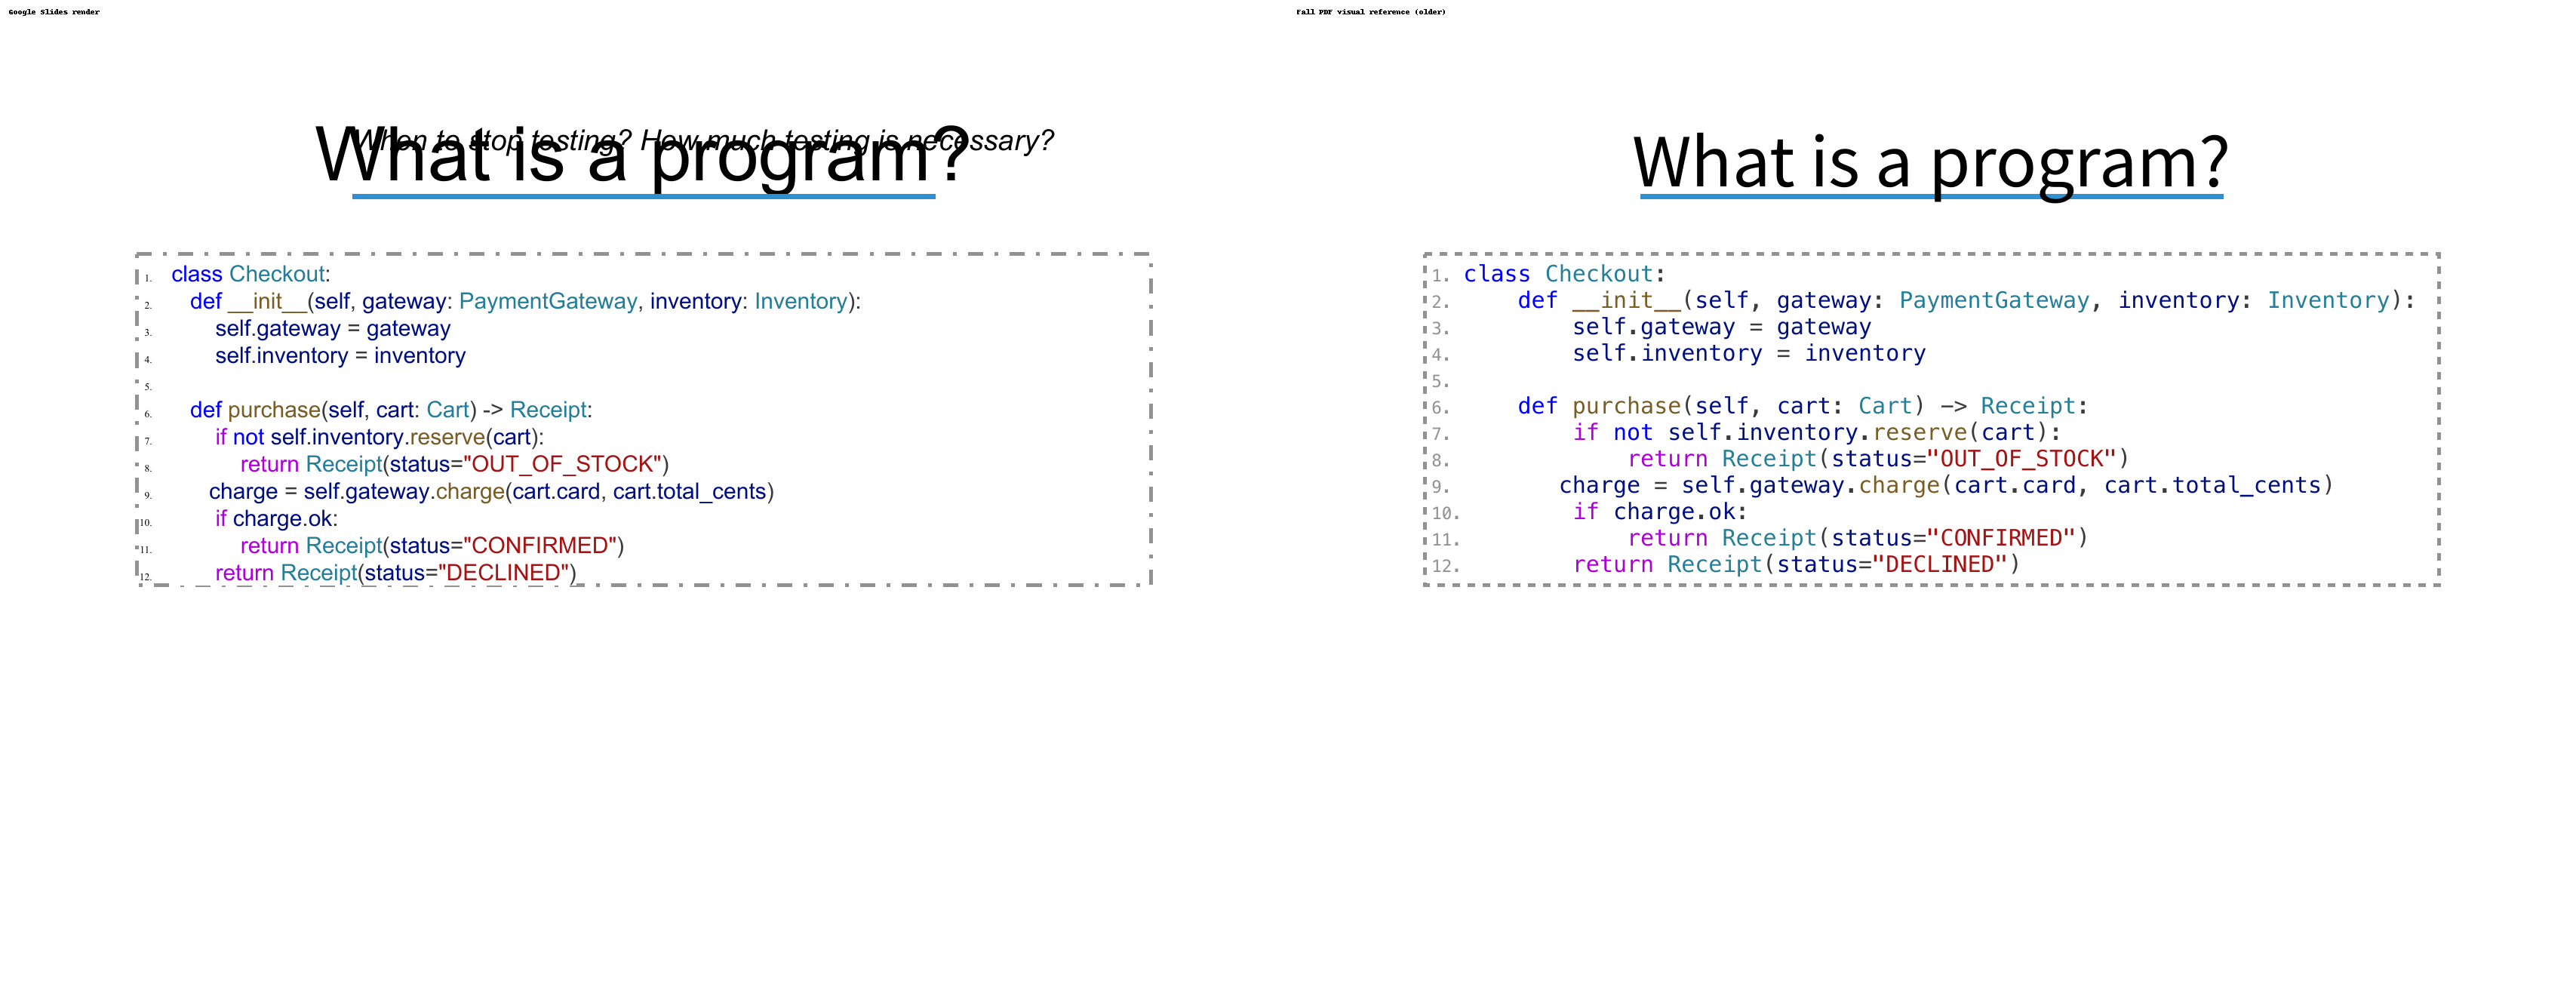 Google Slides render
When to stop testing? How much testing is necessary?
What is a program?
1. class Checkout:
2. def __init__(self, gateway: PaymentGateway, inventory: Inventory):
3. self.gateway = gateway
4. self.inventory = inventory
5.
6. def purchase(self, cart: Cart) -> Receipt:
7. if not self.inventory.reserve(cart):
8. return Receipt(status="OUT_OF_STOCK")
9. charge = self.gateway.charge(cart.card, cart.total_cents)
10. if charge.ok:
11. return Receipt(status="CONFIRMED")
12. return Receipt(status="DECLINED")
Fall PDF visual reference (older)
What is a program?
1. class Checkout:
2. def __init__(self, gateway: PaymentGateway, inventory: Inventory):
3. self.gateway = gateway
4. self.inventory = inventory
5.
6. def purchase(self, cart: Cart) -> Receipt:
7. if not self.inventory.reserve(cart):
8. return Receipt(status="OUT_OF_STOCK")
9. charge = self.gateway.charge(cart.card, cart.total_cents)
10. if charge.ok:
11. return Receipt(status="CONFIRMED")
12. return Receipt(status="DECLINED")